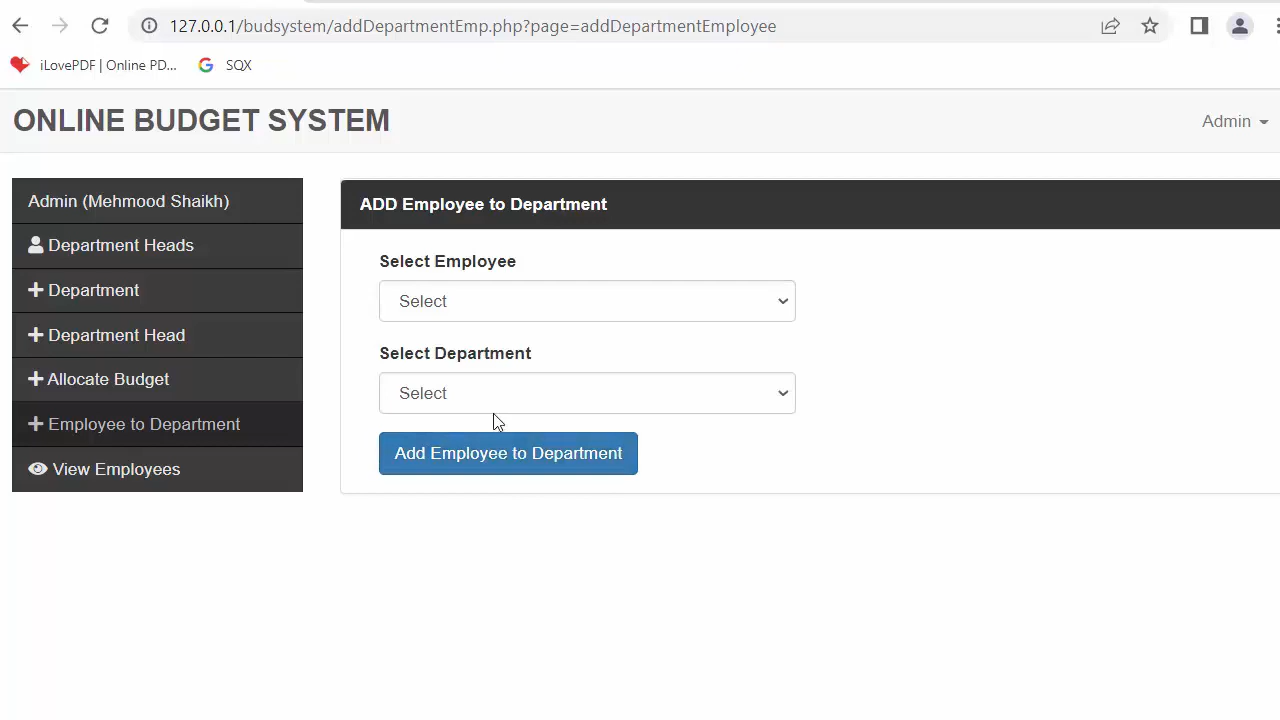 127.0.0.1/budsystem/addDepartmentEmp.php?page=addDepartmentEmployee
iLovePDF | Online PD... SQX
ONLINE BUDGET SYSTEM
Admin
Admin (Mehmood Shaikh)
Department Heads
Department
Department Head
Allocate Budget
Employee to Department
View Employees
ADD Employee to Department
Select Employee
Select
Select Department
Select
Add Employee to Department